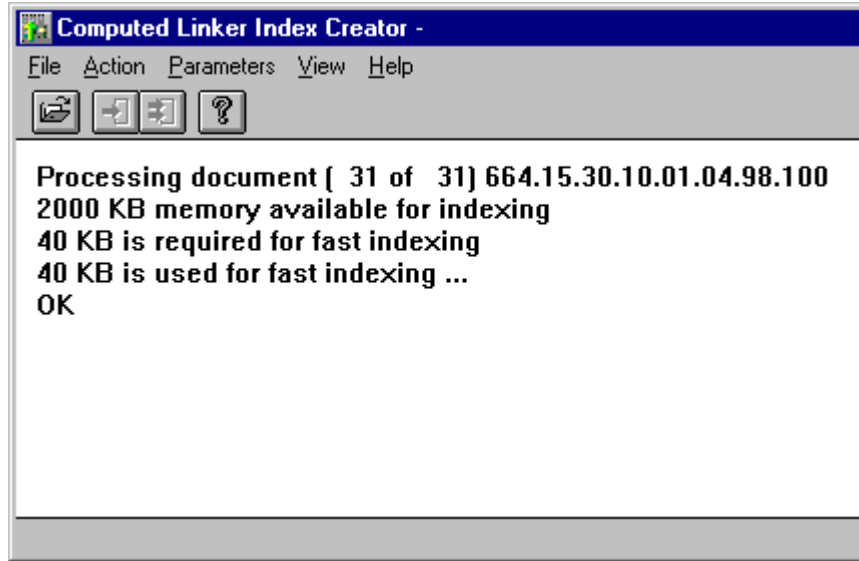 Computed Linker Index Creator -
File Action Parameters View Help
Processing document ( 31 of 31) 664.15.30.10.01.04.98.100
2000 KB memory available for indexing
40 KB is required for fast indexing
40 KB is used for fast indexing ...
OK